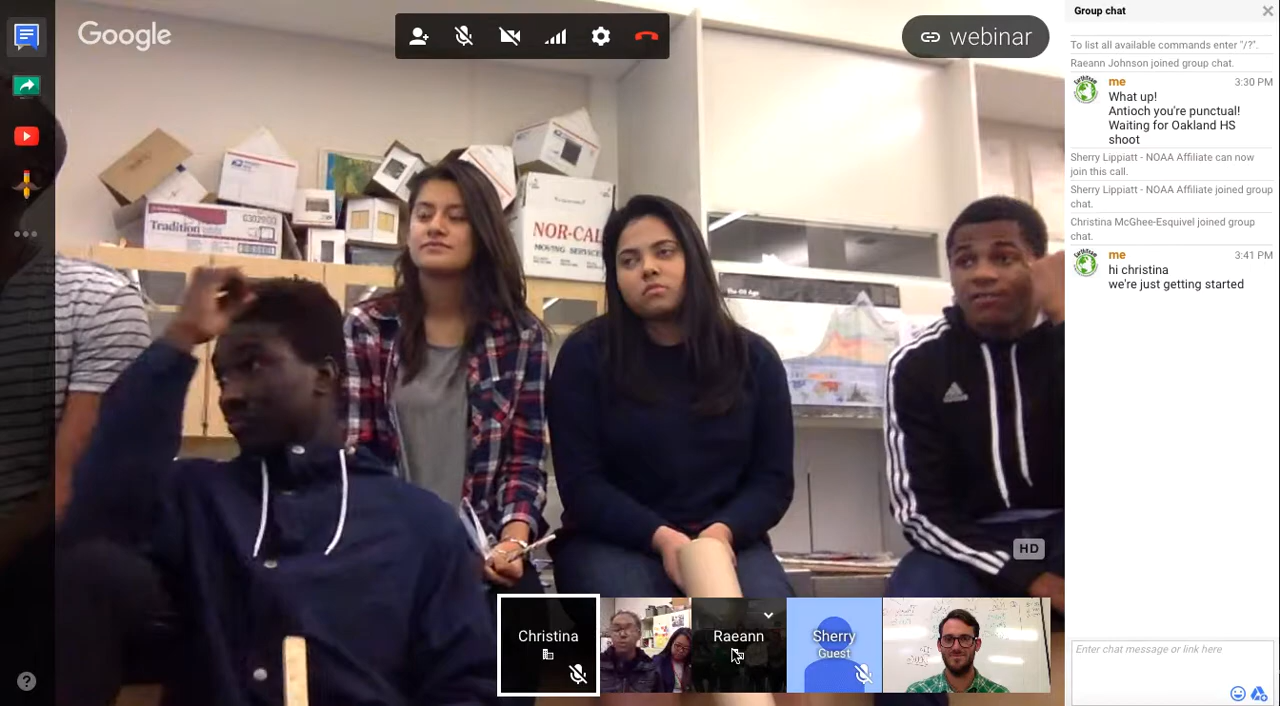 Google
webinar
Group chat
To list all available commands enter "/?".
Raeann Johnson joined group chat.
me 3:30 PM
What up!
Antioch you're punctual!
Waiting for Oakland HS
shoot
Sherry Lippiatt - NOAA Affiliate can now
join this call.
Sherry Lippiatt - NOAA Affiliate joined group
chat.
Christina McGhee-Esquivel joined group
chat.
me 3:41 PM
hi christina
we're just getting started
Tradition
NOR-CAL
MOVING SERVICES
HD
Christina
Raeann
Sherry
Guest
Enter chat message or link here